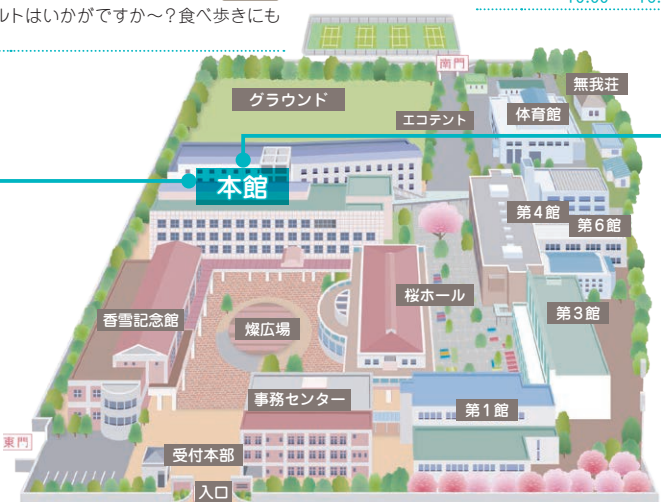 ルトはいかがですか～?食べ歩きにも
南門
無我荘
グラウンド
エコテント
体育館
本館
第4館
第6館
桜ホール
香雪記念館
燦広場
第3館
事務センター
第1館
東門
受付本部
入口